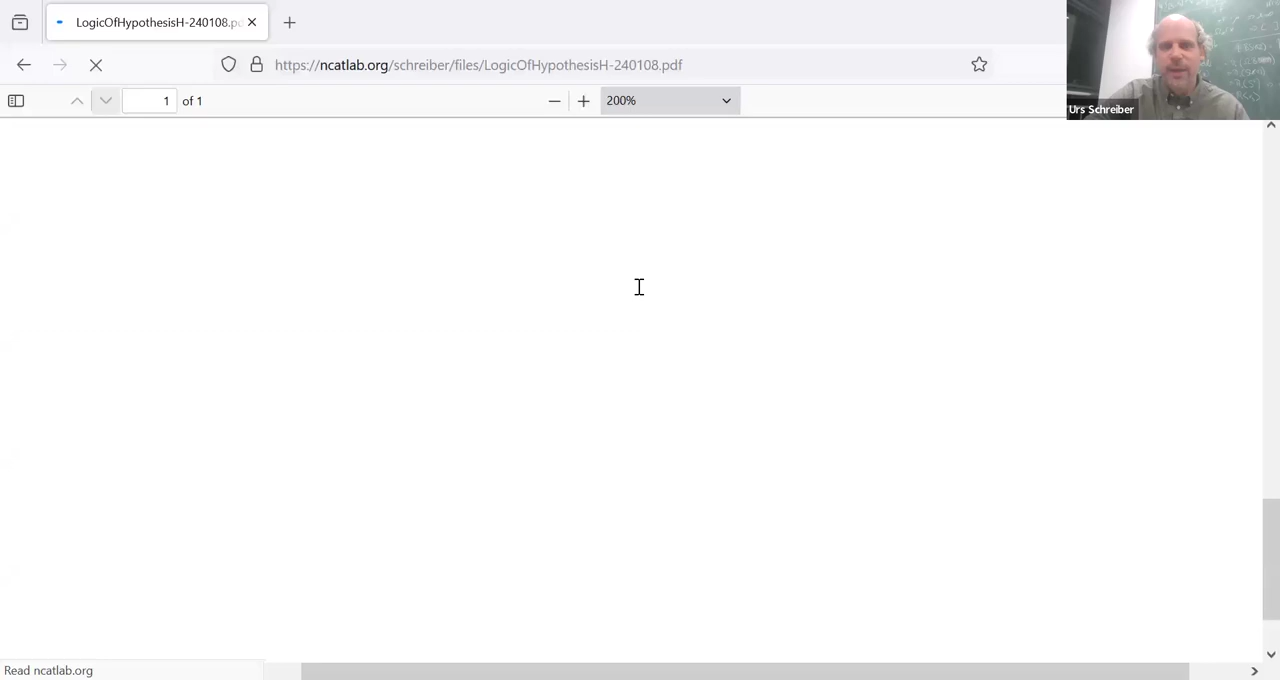 LogicOfHypothesisH-240108.pd
https://ncatlab.org/schreiber/files/LogicOfHypothesisH-240108.pdf
1 of 1
200%
Urs Schreiber
Read ncatlab.org